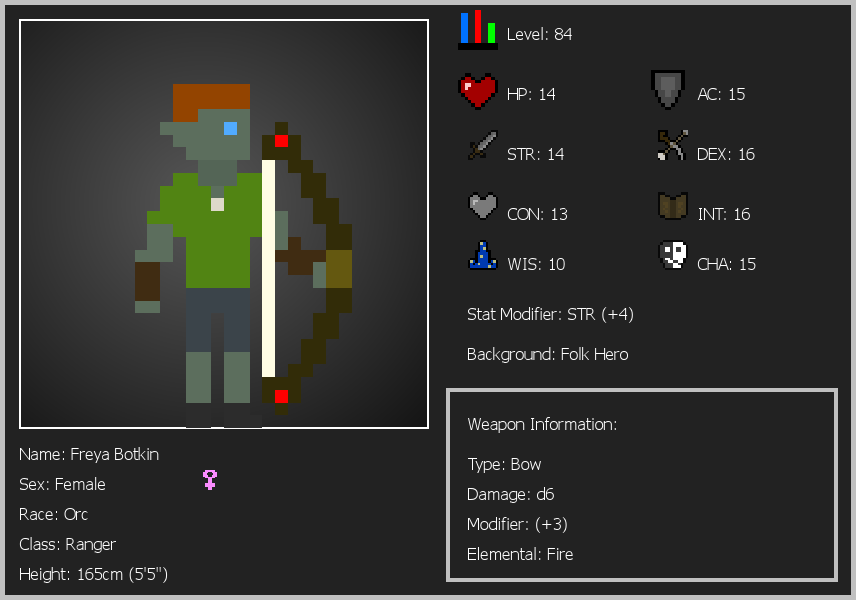 Level: 84
HP: 14
AC: 15
STR: 14
DEX: 16
CON: 13
INT: 16
WIS: 10
CHA: 15
Stat Modifier: STR (+4)
Background: Folk Hero
Weapon Information:
Type: Bow
Damage: d6
Modifier: (+3)
Elemental: Fire
Name: Freya Botkin
Sex: Female
Race: Orc
Class: Ranger
Height: 165cm (5'5")